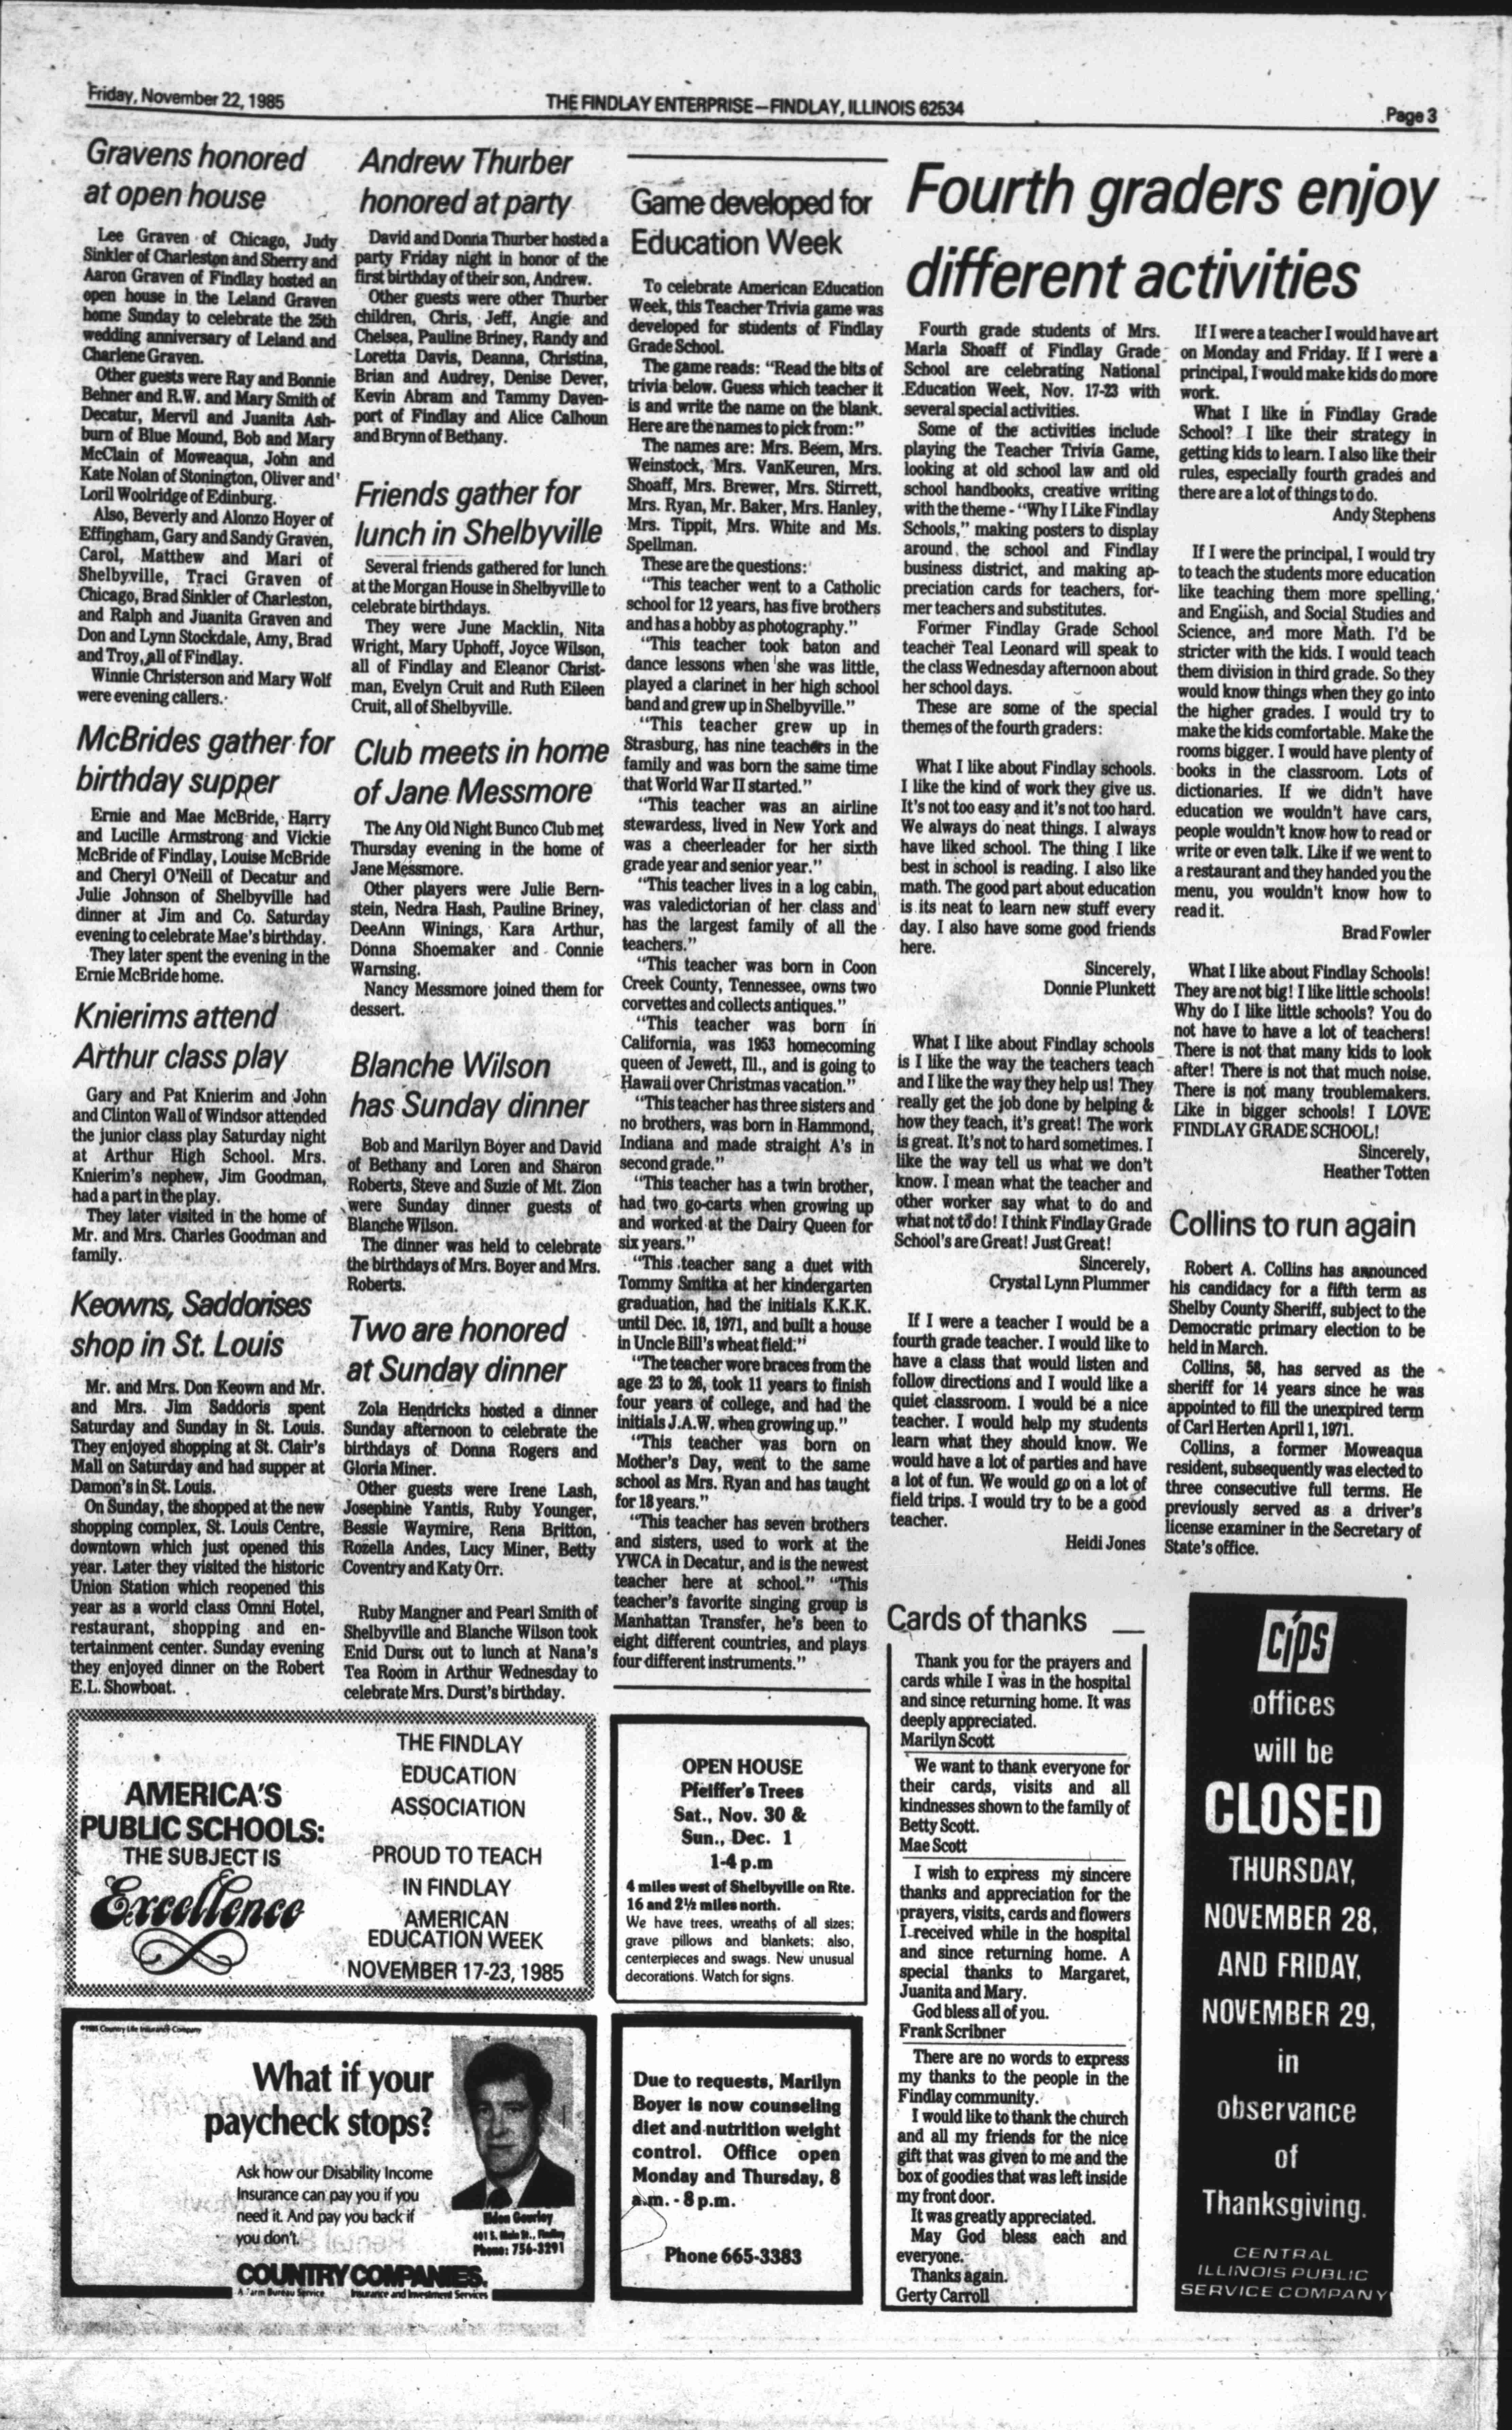 Friday, November 22, 1985
THE FINDLAY ENTERPRISE—FINDLAY, ILLINOIS 62534
Page 3
Gravens honored
at open house
Lee Graven of Chicago, Judy
Sinkler of Charleston and Sherry and
Aaron Graven of Findlay hosted an
open house in the Leland Graven
home Sunday to celebrate the 25th
wedding anniversary of Leland and
Charlene Graven.
Other guests were Ray and Bonnie
Behner and R.W. and Mary Smith of
Decatur, Mervil and Juanita Ash-
burn of Blue Mound, Bob and Mary
McClain of Moweaqua, John and
Kate Nolan of Stonington, Oliver and
Loril Woolridge of Edinburg.
Also, Beverly and Alonzo Hoyer of
Effingham, Gary and Sandy Graven,
Carol, Matthew and Mari of
Shelbyville, Traci Graven of
Chicago, Brad Sinkler of Charleston,
and Ralph and Juanita Graven and
Don and Lynn Stockdale, Amy, Brad
and Troy, all of Findlay.
Winnie Christerson and Mary Wolf
were evening callers.
McBrides gather for
birthday supper
Ernie and Mae McBride, Harry
and Lucille Armstrong and Vickie
McBride of Findlay, Louise McBride
and Cheryl O'Neill of Decatur and
Julie Johnson of Shelbyville had
dinner at Jim and Co. Saturday
evening to celebrate Mae's birthday.
They later spent the evening in the
Ernie McBride home.
Knierims attend
Arthur class play
Gary and Pat Knierim and John
and Clinton Wall of Windsor attended
the junior class play Saturday night
at Arthur High School. Mrs.
Knierim's nephew, Jim Goodman,
had a part in the play.
They later visited in the home of
Mr. and Mrs. Charles Goodman and
family.
Keowns, Saddorises
shop in St. Louis
Mr. and Mrs. Don Keown and Mr.
and Mrs. Jim Saddoris spent
Saturday and Sunday in St. Louis.
They enjoyed shopping at St. Clair's
Mall on Saturday and had supper at
Damon's in St. Louis.
On Sunday, the shopped at the new
shopping complex, St. Louis Centre,
downtown which just opened this
year. Later they visited the historic
Union Station which reopened this
year as a world class Omni Hotel,
restaurant, shopping and en-
tertainment center. Sunday evening
they enjoyed dinner on the Robert
E.L. Showboat.
Andrew Thurber
honored at party
David and Donna Thurber hosted a
party Friday night in honor of the
first birthday of their son, Andrew.
Other guests were other Thurber
children, Chris, Jeff, Angie and
Chelsea, Pauline Briney, Randy and
Loretta Davis, Deanna, Christina,
Brian and Audrey, Denise Dever,
Kevin Abram and Tammy Daven-
port of Findlay and Alice Calhoun
and Brynn of Bethany.
Friends gather for
lunch in Shelbyville
Several friends gathered for lunch
at the Morgan House in Shelbyville to
celebrate birthdays.
They were June Macklin, Nita
Wright, Mary Uphoff, Joyce Wilson,
all of Findlay and Eleanor Christ-
man, Evelyn Cruit and Ruth Eileen
Cruit, all of Shelbyville.
Club meets in home
of Jane Messmore
The Any Old Night Bunco Club met
Thursday evening in the home of
Jane Messmore.
Other players were Julie Bern-
stein, Nedra Hash, Pauline Briney,
DeeAnn Winings, Kara Arthur,
Donna Shoemaker and Connie
Warnsing.
Nancy Messmore joined them for
dessert.
Blanche Wilson
has Sunday dinner
Bob and Marilyn Boyer and David
of Bethany and Loren and Sharon
Roberts, Steve and Suzie of Mt. Zion
were Sunday dinner guests of
Blanche Wilson.
The dinner was held to celebrate
the birthdays of Mrs. Boyer and Mrs.
Roberts.
Two are honored
at Sunday dinner
Zola Hendricks hosted a dinner
Sunday afternoon to celebrate the
birthdays of Donna Rogers and
Gloria Miner.
Other guests were Irene Lash,
Josephine Yantis, Ruby Younger,
Bessie Waymire, Rena Britton,
Rozella Andes, Lucy Miner, Betty
Coventry and Katy Orr.
Ruby Mangner and Pearl Smith of
Shelbyville and Blanche Wilson took
Enid Durst out to lunch at Nana's
Tea Room in Arthur Wednesday to
celebrate Mrs. Durst's birthday.
Game developed for
Education Week
To celebrate American Education
Week, this Teacher Trivia game was
developed for students of Findlay
Grade School.
The game reads: "Read the bits of
trivia below. Guess which teacher it
is and write the name on the blank.
Here are the names to pick from:"
The names are: Mrs. Beem, Mrs.
Weinstock, Mrs. VanKeuren, Mrs.
Shoaff, Mrs. Brewer, Mrs. Stirrett,
Mrs. Ryan, Mr. Baker, Mrs. Hanley,
Mrs. Tippit, Mrs. White and Ms.
Spellman.
These are the questions:
"This teacher went to a Catholic
school for 12 years, has five brothers
and has a hobby as photography."
"This teacher took baton and
dance lessons when she was little,
played a clarinet in her high school
band and grew up in Shelbyville."
"This teacher grew up in
Strasburg, has nine teachers in the
family and was born the same time
that World War II started."
"This teacher was an airline
stewardess, lived in New York and
was a cheerleader for her sixth
grade year and senior year."
"This teacher lives in a log cabin,
was valedictorian of her class and
has the largest family of all the
teachers."
"This teacher was born in Coon
Creek County, Tennessee, owns two
corvettes and collects antiques."
"This teacher was born in
California, was 1953 homecoming
queen of Jewett, Ill., and is going to
Hawaii over Christmas vacation."
"This teacher has three sisters and
no brothers, was born in Hammond,
Indiana and made straight A's in
second grade."
"This teacher has a twin brother,
had two go-carts when growing up
and worked at the Dairy Queen for
six years."
"This teacher sang a duet with
Tommy Smitka at her kindergarten
graduation, had the initials K.K.K.
until Dec. 18, 1971, and built a house
in Uncle Bill's wheat field."
"The teacher wore braces from the
age 23 to 26, took 11 years to finish
four years of college, and had the
initials J.A.W. when growing up."
"This teacher was born on
Mother's Day, went to the same
school as Mrs. Ryan and has taught
for 18 years."
"This teacher has seven brothers
and sisters, used to work at the
YWCA in Decatur, and is the newest
teacher here at school." "This
teacher's favorite singing group is
Manhattan Transfer, he's been to
eight different countries, and plays
four different instruments."
Fourth graders enjoy
different activities
Fourth grade students of Mrs.
Marla Shoaff of Findlay Grade
School are celebrating National
Education Week, Nov. 17-23 with
several special activities.
Some of the activities include
playing the Teacher Trivia Game,
looking at old school law and old
school handbooks, creative writing
with the theme - "Why I Like Findlay
Schools," making posters to display
around the school and Findlay
business district, and making ap-
preciation cards for teachers, for-
mer teachers and substitutes.
Former Findlay Grade School
teacher Teal Leonard will speak to
the class Wednesday afternoon about
her school days.
These are some of the special
themes of the fourth graders:
What I like about Findlay schools.
I like the kind of work they give us.
It's not too easy and it's not too hard.
We always do neat things. I always
have liked school. The thing I like
best in school is reading. I also like
math. The good part about education
is its neat to learn new stuff every
day. I also have some good friends
here.
Sincerely,
Donnie Plunkett
What I like about Findlay schools
is I like the way the teachers teach
and I like the way they help us! They
really get the job done by helping &
how they teach, it's great! The work
is great. It's not to hard sometimes. I
like the way tell us what we don't
know. I mean what the teacher and
other worker say what to do and
what not to do! I think Findlay Grade
School's are Great! Just Great!
Sincerely,
Crystal Lynn Plummer
If I were a teacher I would be a
fourth grade teacher. I would like to
have a class that would listen and
follow directions and I would like a
quiet classroom. I would be a nice
teacher. I would help my students
learn what they should know. We
would have a lot of parties and have
a lot of fun. We would go on a lot of
field trips. I would try to be a good
teacher.
Heidi Jones
If I were a teacher I would have art
on Monday and Friday. If I were a
principal, I would make kids do more
work.
What I like in Findlay Grade
School? I like their strategy in
getting kids to learn. I also like their
rules, especially fourth grades and
there are a lot of things to do.
Andy Stephens
If I were the principal, I would try
to teach the students more education
like teaching them more spelling,
and English, and Social Studies and
Science, and more Math. I'd be
stricter with the kids. I would teach
them division in third grade. So they
would know things when they go into
the higher grades. I would try to
make the kids comfortable. Make the
rooms bigger. I would have plenty of
books in the classroom. Lots of
dictionaries. If we didn't have
education we wouldn't have cars,
people wouldn't know how to read or
write or even talk. Like if we went to
a restaurant and they handed you the
menu, you wouldn't know how to
read it.
Brad Fowler
What I like about Findlay Schools!
They are not big! I like little schools!
Why do I like little schools? You do
not have to have a lot of teachers!
There is not that many kids to look
after! There is not that much noise.
There is not many troublemakers.
Like in bigger schools! I LOVE
FINDLAY GRADE SCHOOL!
Sincerely,
Heather Totten
Collins to run again
Robert A. Collins has announced
his candidacy for a fifth term as
Shelby County Sheriff, subject to the
Democratic primary election to be
held in March.
Collins, 58, has served as the
sheriff for 14 years since he was
appointed to fill the unexpired term
of Carl Herten April 1, 1971.
Collins, a former Moweaqua
resident, subsequently was elected to
three consecutive full terms. He
previously served as a driver's
license examiner in the Secretary of
State's office.
Cards of thanks
Thank you for the prayers and
cards while I was in the hospital
and since returning home. It was
deeply appreciated.
Marilyn Scott
We want to thank everyone for
their cards, visits and all
kindnesses shown to the family of
Betty Scott.
Mae Scott
I wish to express my sincere
thanks and appreciation for the
prayers, visits, cards and flowers
I received while in the hospital
and since returning home. A
special thanks to Margaret,
Juanita and Mary.
God bless all of you.
Frank Scribner
There are no words to express
my thanks to the people in the
Findlay community.
I would like to thank the church
and all my friends for the nice
gift that was given to me and the
box of goodies that was left inside
my front door.
It was greatly appreciated.
May God bless each and
everyone.
Thanks again.
Gerty Carroll
cips
offices
will be
CLOSED
THURSDAY,
NOVEMBER 28,
AND FRIDAY,
NOVEMBER 29,
in
observance
of
Thanksgiving.
CENTRAL
ILLINOIS PUBLIC
SERVICE COMPANY
AMERICA'S
PUBLIC SCHOOLS:
THE SUBJECT IS
Excellence
THE FINDLAY
EDUCATION
ASSOCIATION
PROUD TO TEACH
IN FINDLAY
AMERICAN
EDUCATION WEEK
NOVEMBER 17-23, 1985
OPEN HOUSE
Pfeiffer's Trees
Sat., Nov. 30 &
Sun., Dec. 1
1-4 p.m
4 miles west of Shelbyville on Rte.
16 and 2½ miles north.
We have trees, wreaths of all sizes;
grave pillows and blankets; also,
centerpieces and swags. New unusual
decorations. Watch for signs.
Country Life Insurance Company
What if your
paycheck stops?
Ask how our Disability Income
Insurance can pay you if you
need it. And pay you back if
you don't.
Eldon Gourley
401 S. Main St., Findlay
Phone: 756-3291
COUNTRY COMPANIES.
A Farm Bureau Service
Insurance and Investment Services
Due to requests, Marilyn
Boyer is now counseling
diet and nutrition weight
control. Office open
Monday and Thursday, 8
a.m. - 8 p.m.
Phone 665-3383